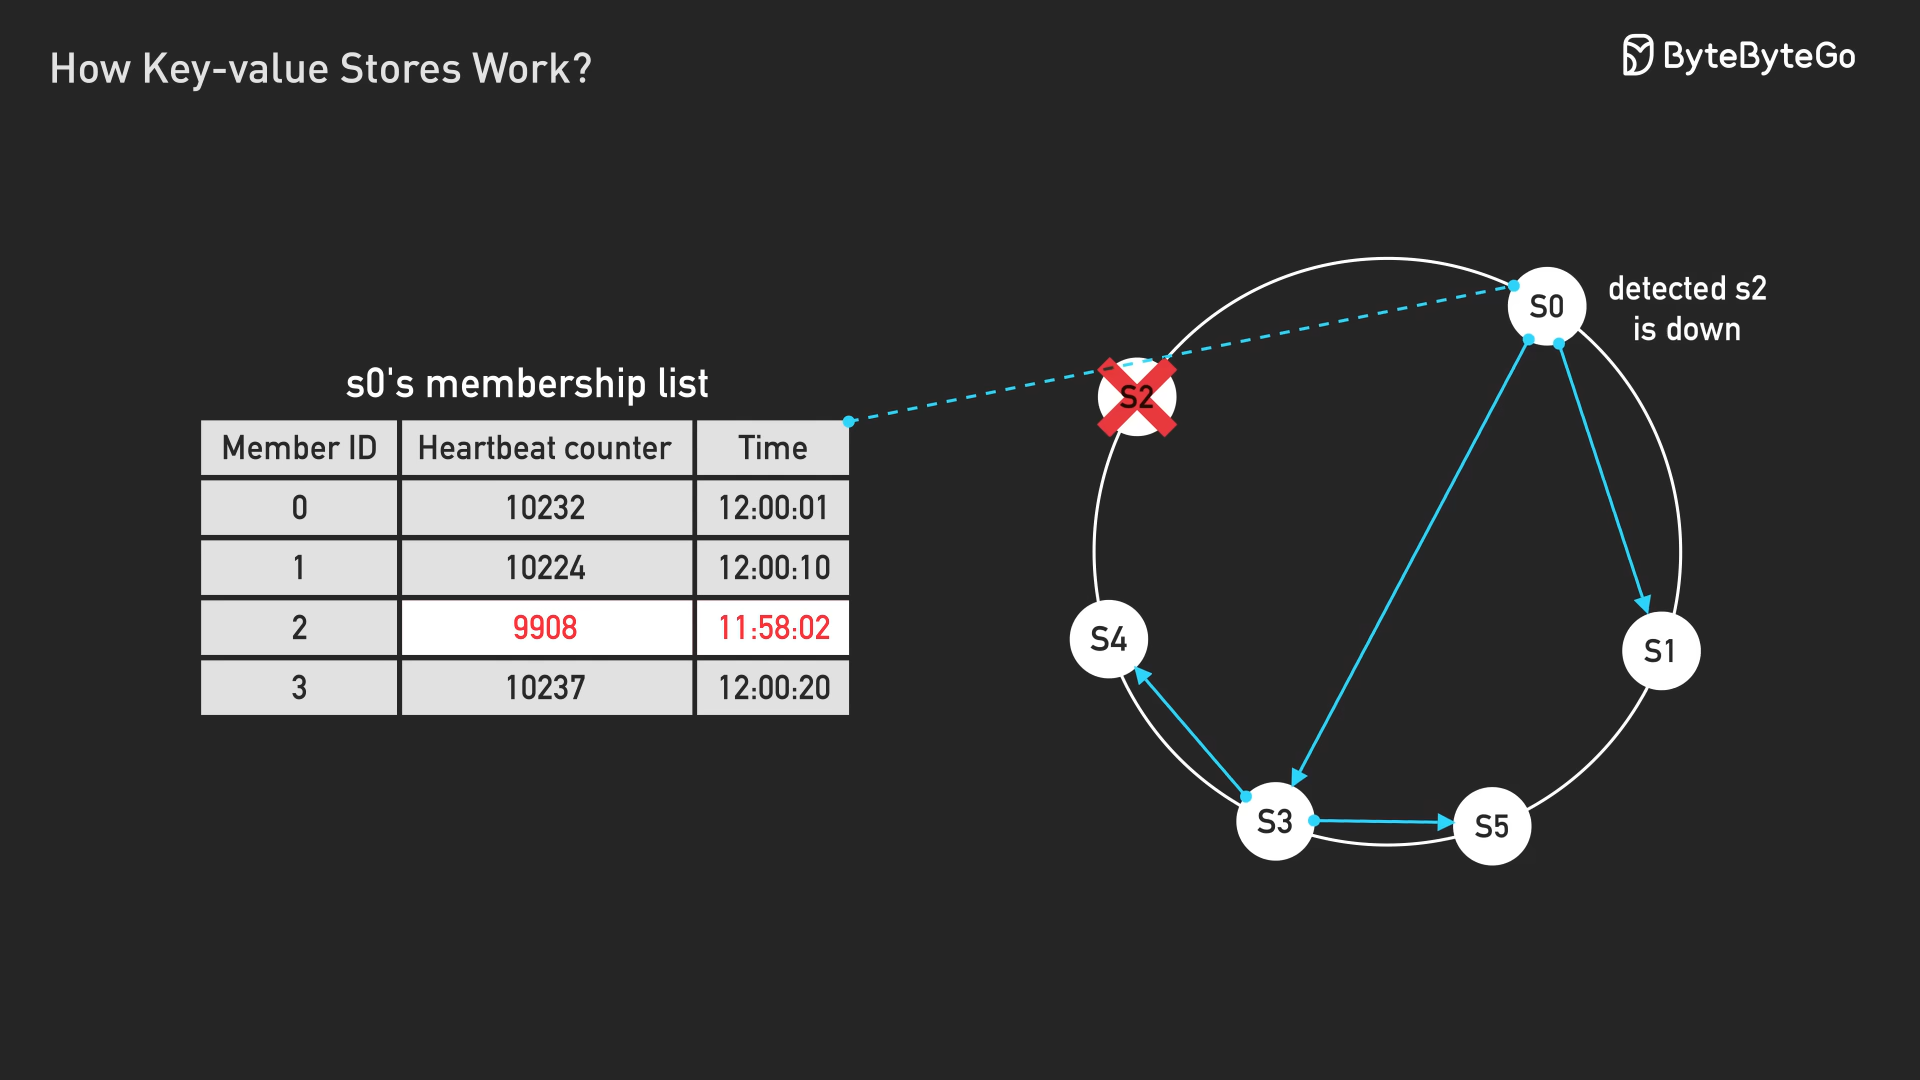 How Key-value Stores Work?
ByteByteGo
detected s2
is down
s0's membership list
Member ID Heartbeat counter Time
0 10232 12:00:01
1 10224 12:00:10
2 9908 11:58:02
3 10237 12:00:20
S0
S2
S4
S1
S3
S5